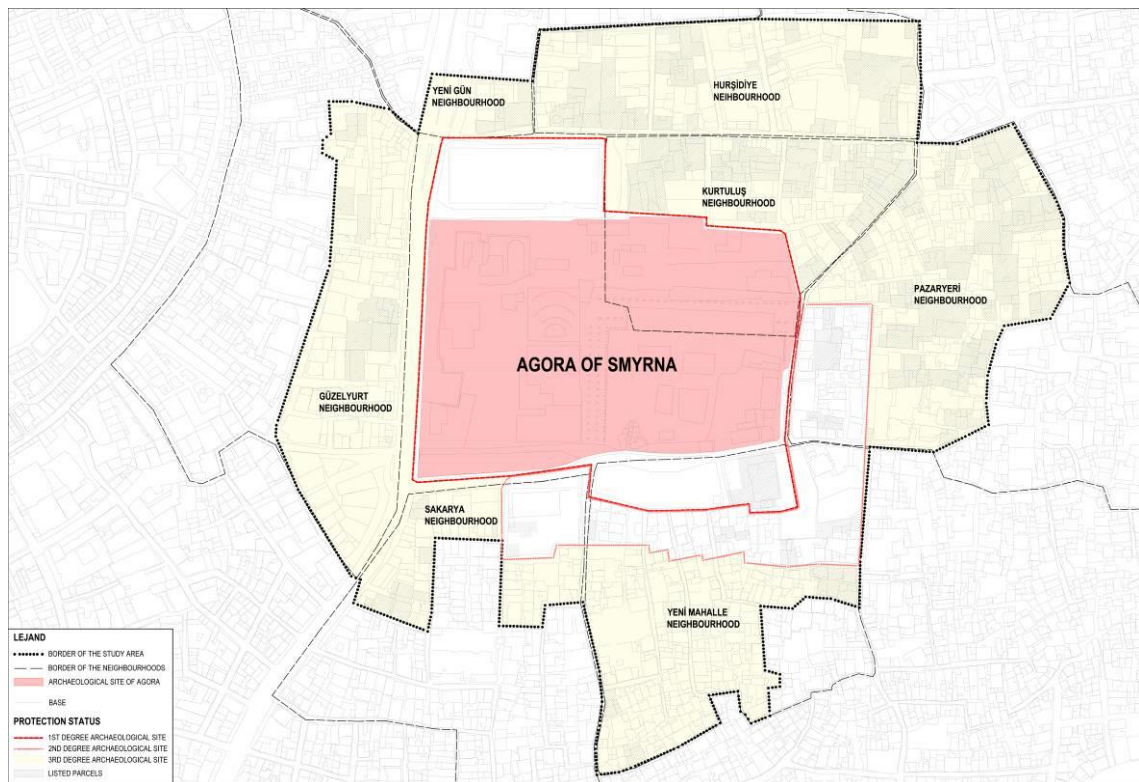 YENİ GÜN
NEIGHBOURHOOD
HURŞİDİYE
NEIHBOURHOOD
KURTULUŞ
NEIGHBOURHOOD
PAZARYERİ
NEIGHBOURHOOD
AGORA OF SMYRNA
GÜZELYURT
NEIGHBOURHOOD
SAKARYA
NEIGHBOURHOOD
YENİ MAHALLE
NEIGHBOURHOOD
LEJAND
BORDER OF THE STUDY AREA
BORDER OF THE NEIGHBOURHOODS
ARCHAEOLOGICAL SITE OF AGORA
BASE
PROTECTION STATUS
1ST DEGREE ARCHAEOLOGICAL SITE
2ND DEGREE ARCHAEOLOGICAL SITE
3RD DEGREE ARCHAEOLOGICAL SITE
LISTED PARCELS